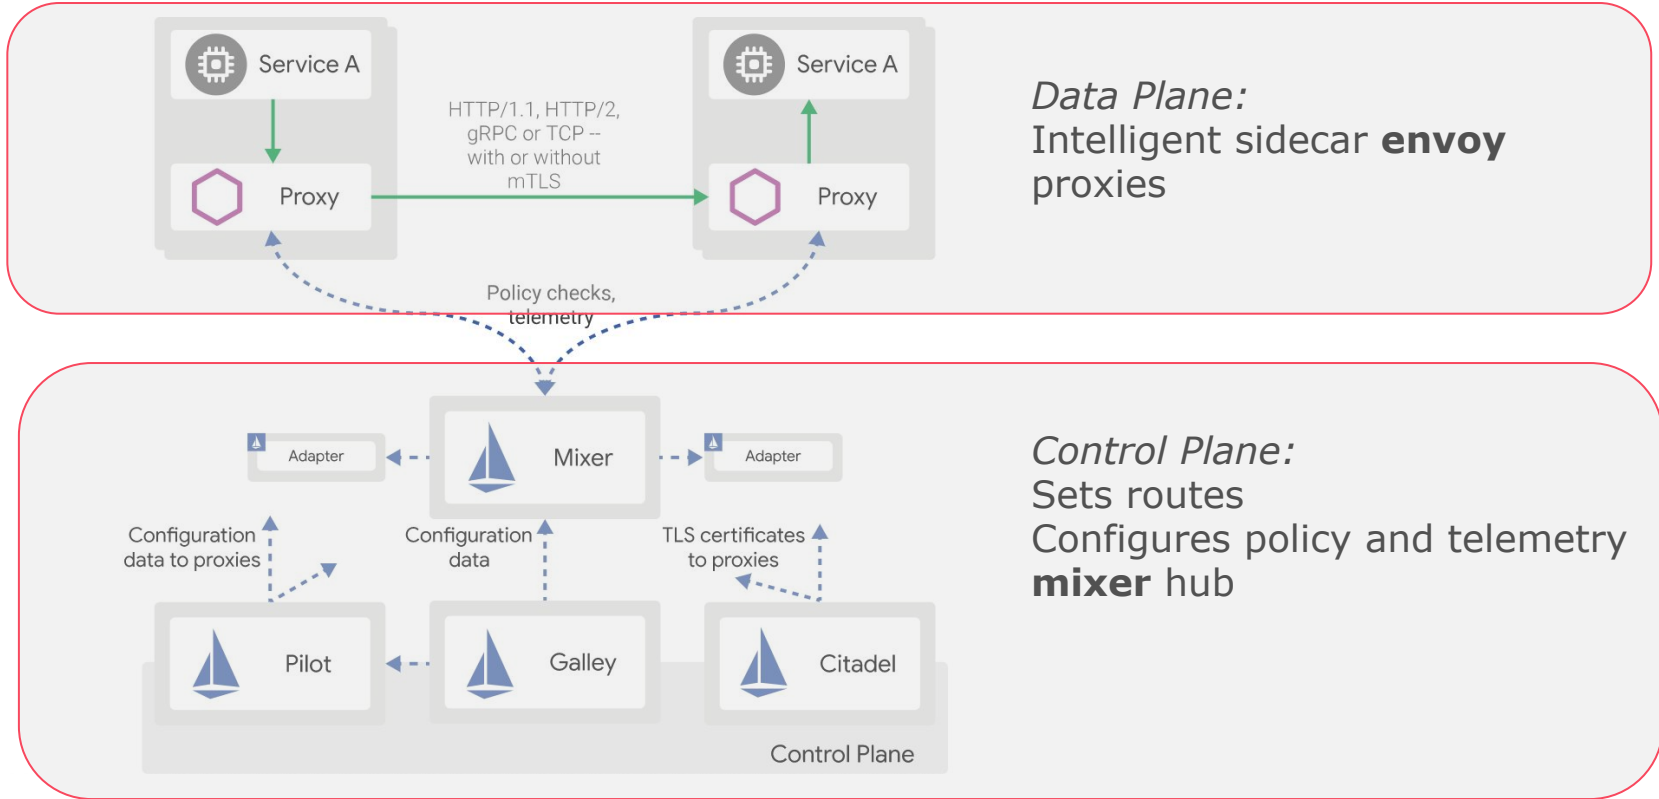 Service A
Service A
HTTP/1.1, HTTP/2,
gRPC or TCP --
with or without
mTLS
Proxy
Proxy
Data Plane:
Intelligent sidecar envoy
proxies
Policy checks,
telemetry
Mixer
Adapter
Adapter
Configuration
data to proxies
Configuration
data
TLS certificates
to proxies
Pilot
Galley
Citadel
Control Plane
Control Plane:
Sets routes
Configures policy and telemetry
mixer hub